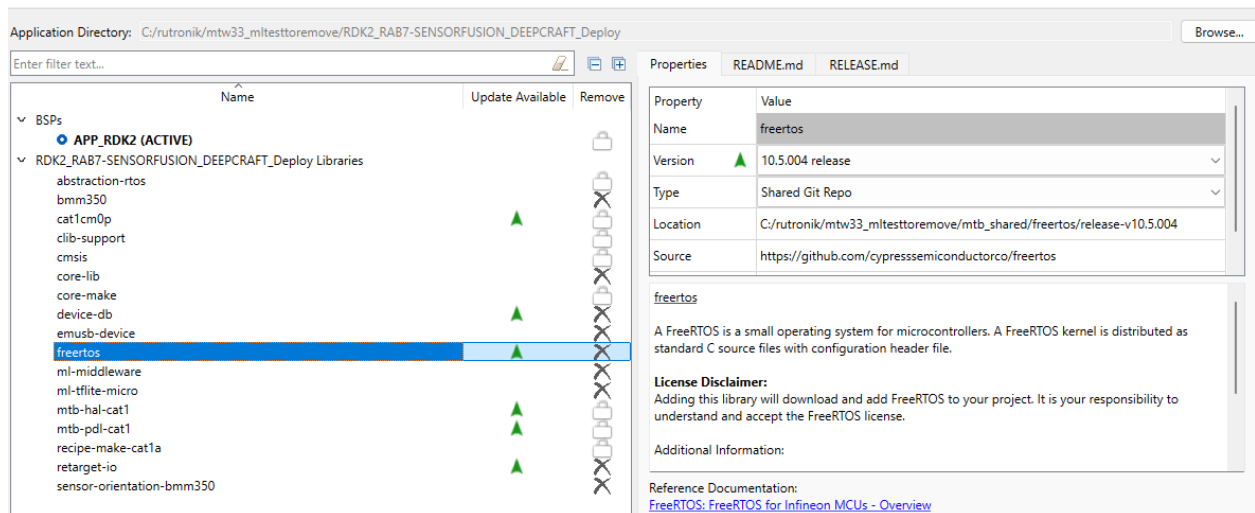 Application Directory: C:/rutronik/mtw33_mltesttoremove/RDK2_RAB7-SENSORFUSION_DEEPCRAFT_Deploy Browse...
Enter filter text...
Name Update Available Remove
BSPs
APP_RDK2 (ACTIVE)
RDK2_RAB7-SENSORFUSION_DEEPCRAFT_Deploy Libraries
abstraction-rtos
bmm350
cat1cm0p
clib-support
cmsis
core-lib
core-make
device-db
emusb-device
freertos
ml-middleware
ml-tflite-micro
mtb-hal-cat1
mtb-pdl-cat1
recipe-make-cat1a
retarget-io
sensor-orientation-bmm350
Properties README.md RELEASE.md
Property Value
Name freertos
Version 10.5.004 release
Type Shared Git Repo
Location C:/rutronik/mtw33_mltesttoremove/mtb_shared/freertos/release-v10.5.004
Source https://github.com/cypresssemiconductorco/freertos
freertos
A FreeRTOS is a small operating system for microcontrollers. A FreeRTOS kernel is distributed as
standard C source files with configuration header file.
License Disclaimer:
Adding this library will download and add FreeRTOS to your project. It is your responsibility to
understand and accept the FreeRTOS license.
Additional Information:
Reference Documentation:
FreeRTOS: FreeRTOS for Infineon MCUs - Overview